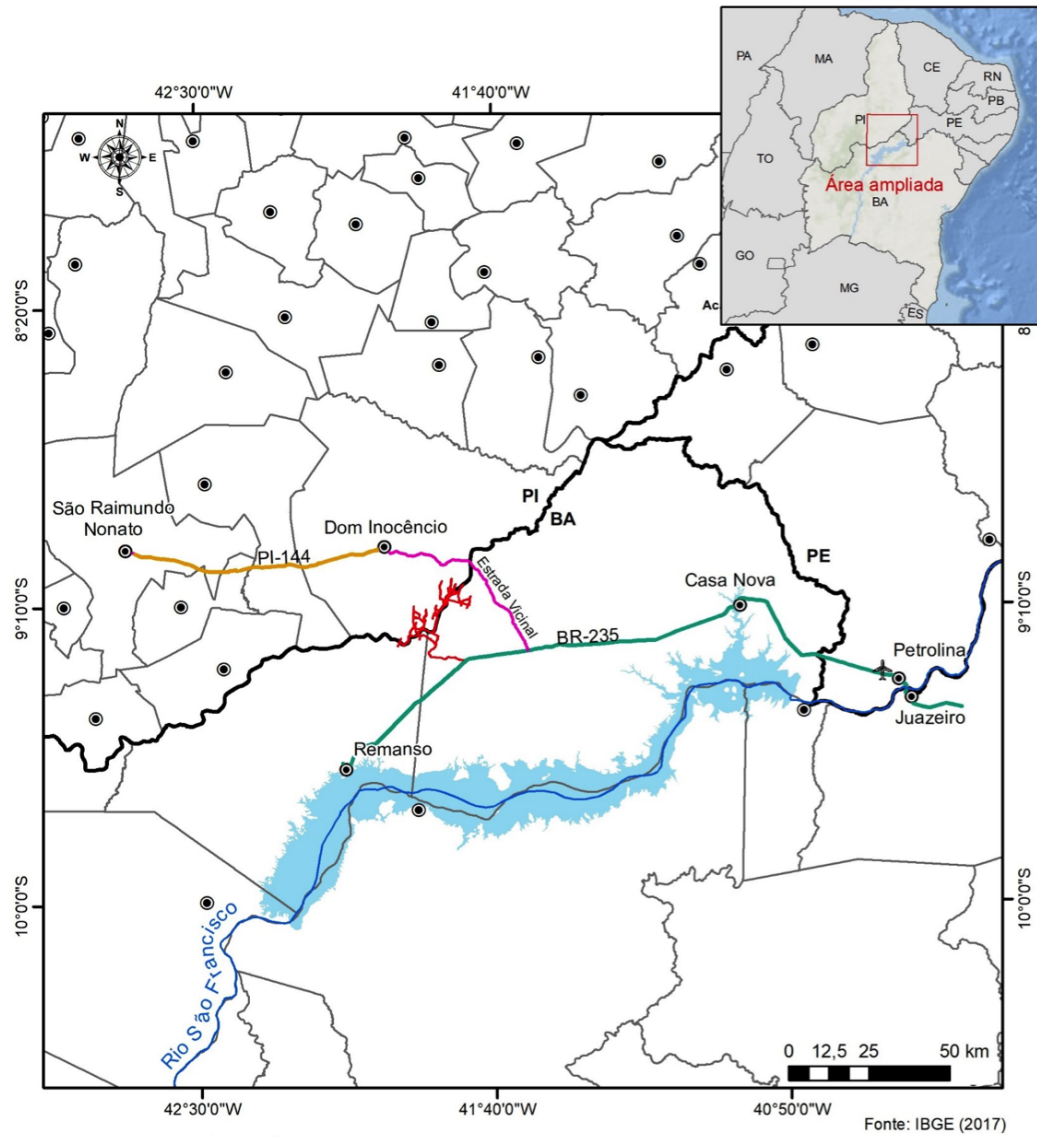 PA
MA
CE
RN
PB
PI
PE
TO
Área ampliada
BA
GO
MG
ES
42°30'0"W
41°40'0"W
N
W
E
S
8°20'0"S
8
Ac
PI
BA
São Raimundo
Nonato
Dom Inocêncio
PI-144
Estrada Vicinal
PE
Casa Nova
9°10'0"S
9°10'0"S
BR-235
Petrolina
Juazeiro
Remanso
10°0'0"S
10°0'0"S
Rio São Francisco
0 12,5 25 50 km
42°30'0"W
41°40'0"W
40°50'0"W
Fonte: IBGE (2017)